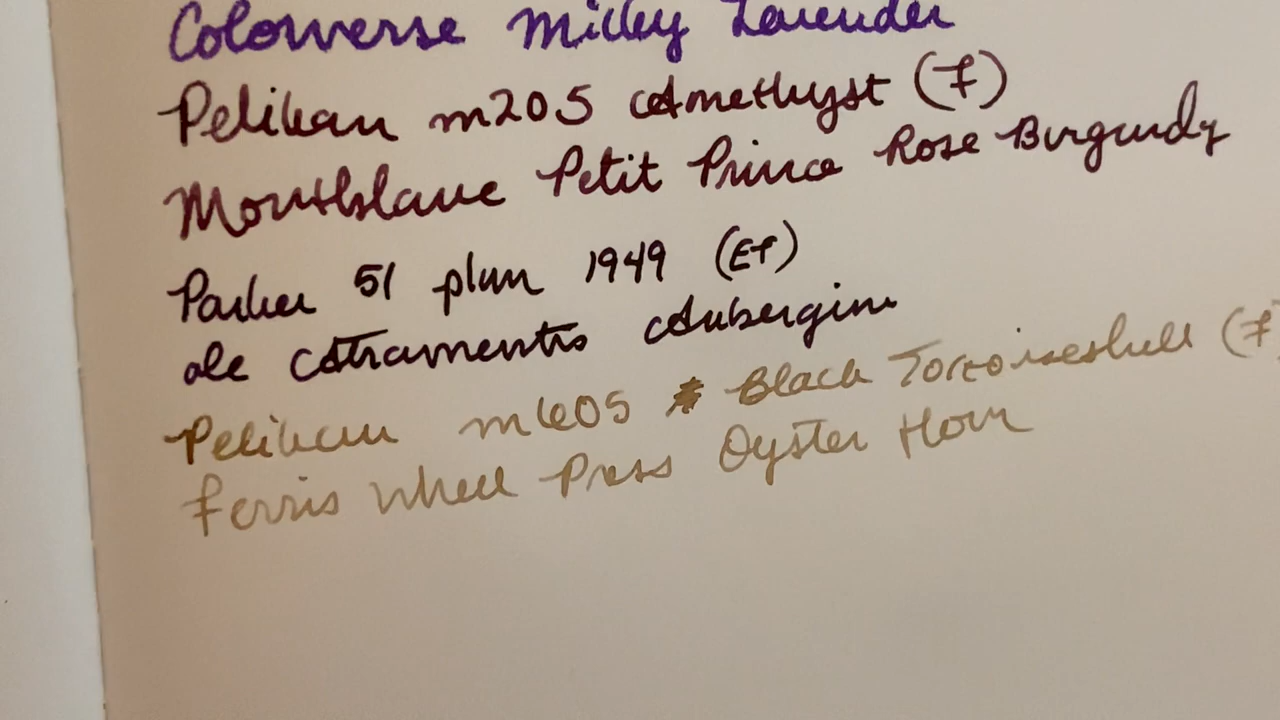 Colorverse Milky Lavender
Pelikan m205 Amethyst (F)
Montblanc Petit Prince Rose Burgundy
Parker 51 plum 1949 (EF)
de Atramentis Aubergine
Pelikan m605 Black Tortoiseshell (F)
Ferris Wheel Press Oyster Hour